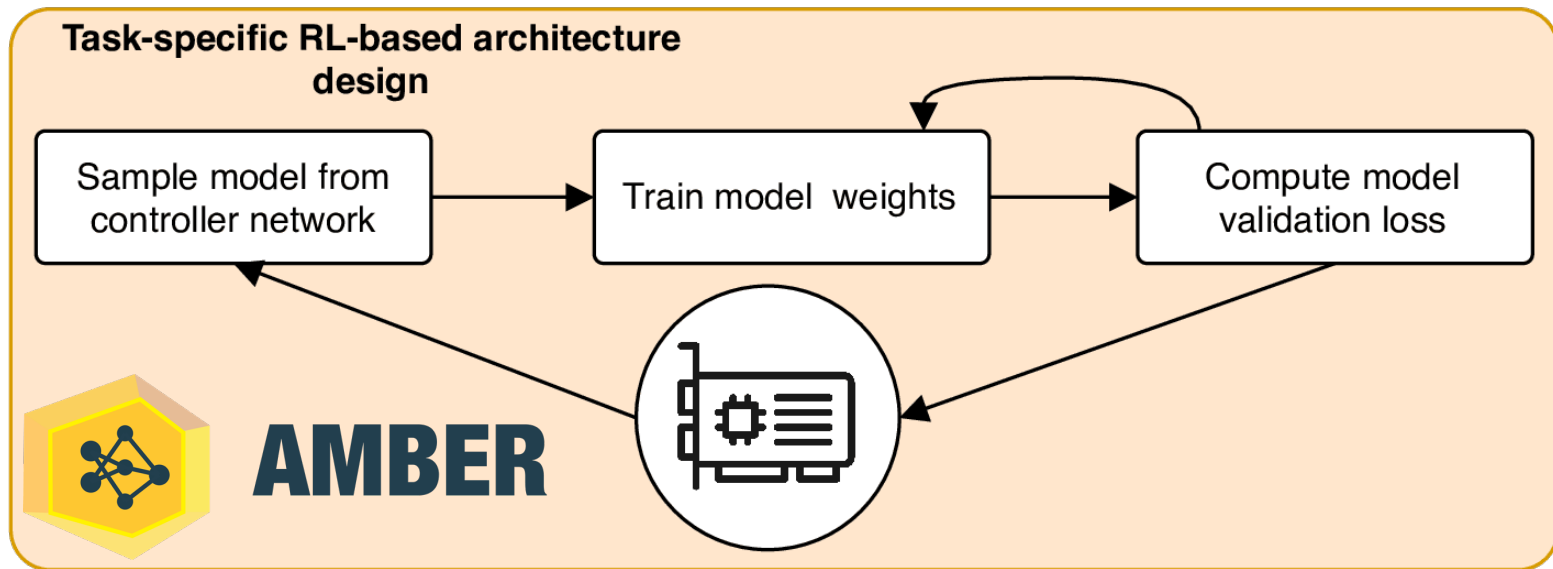 Task-specific RL-based architecture
design
Sample model from
controller network
Train model weights
Compute model
validation loss
AMBER